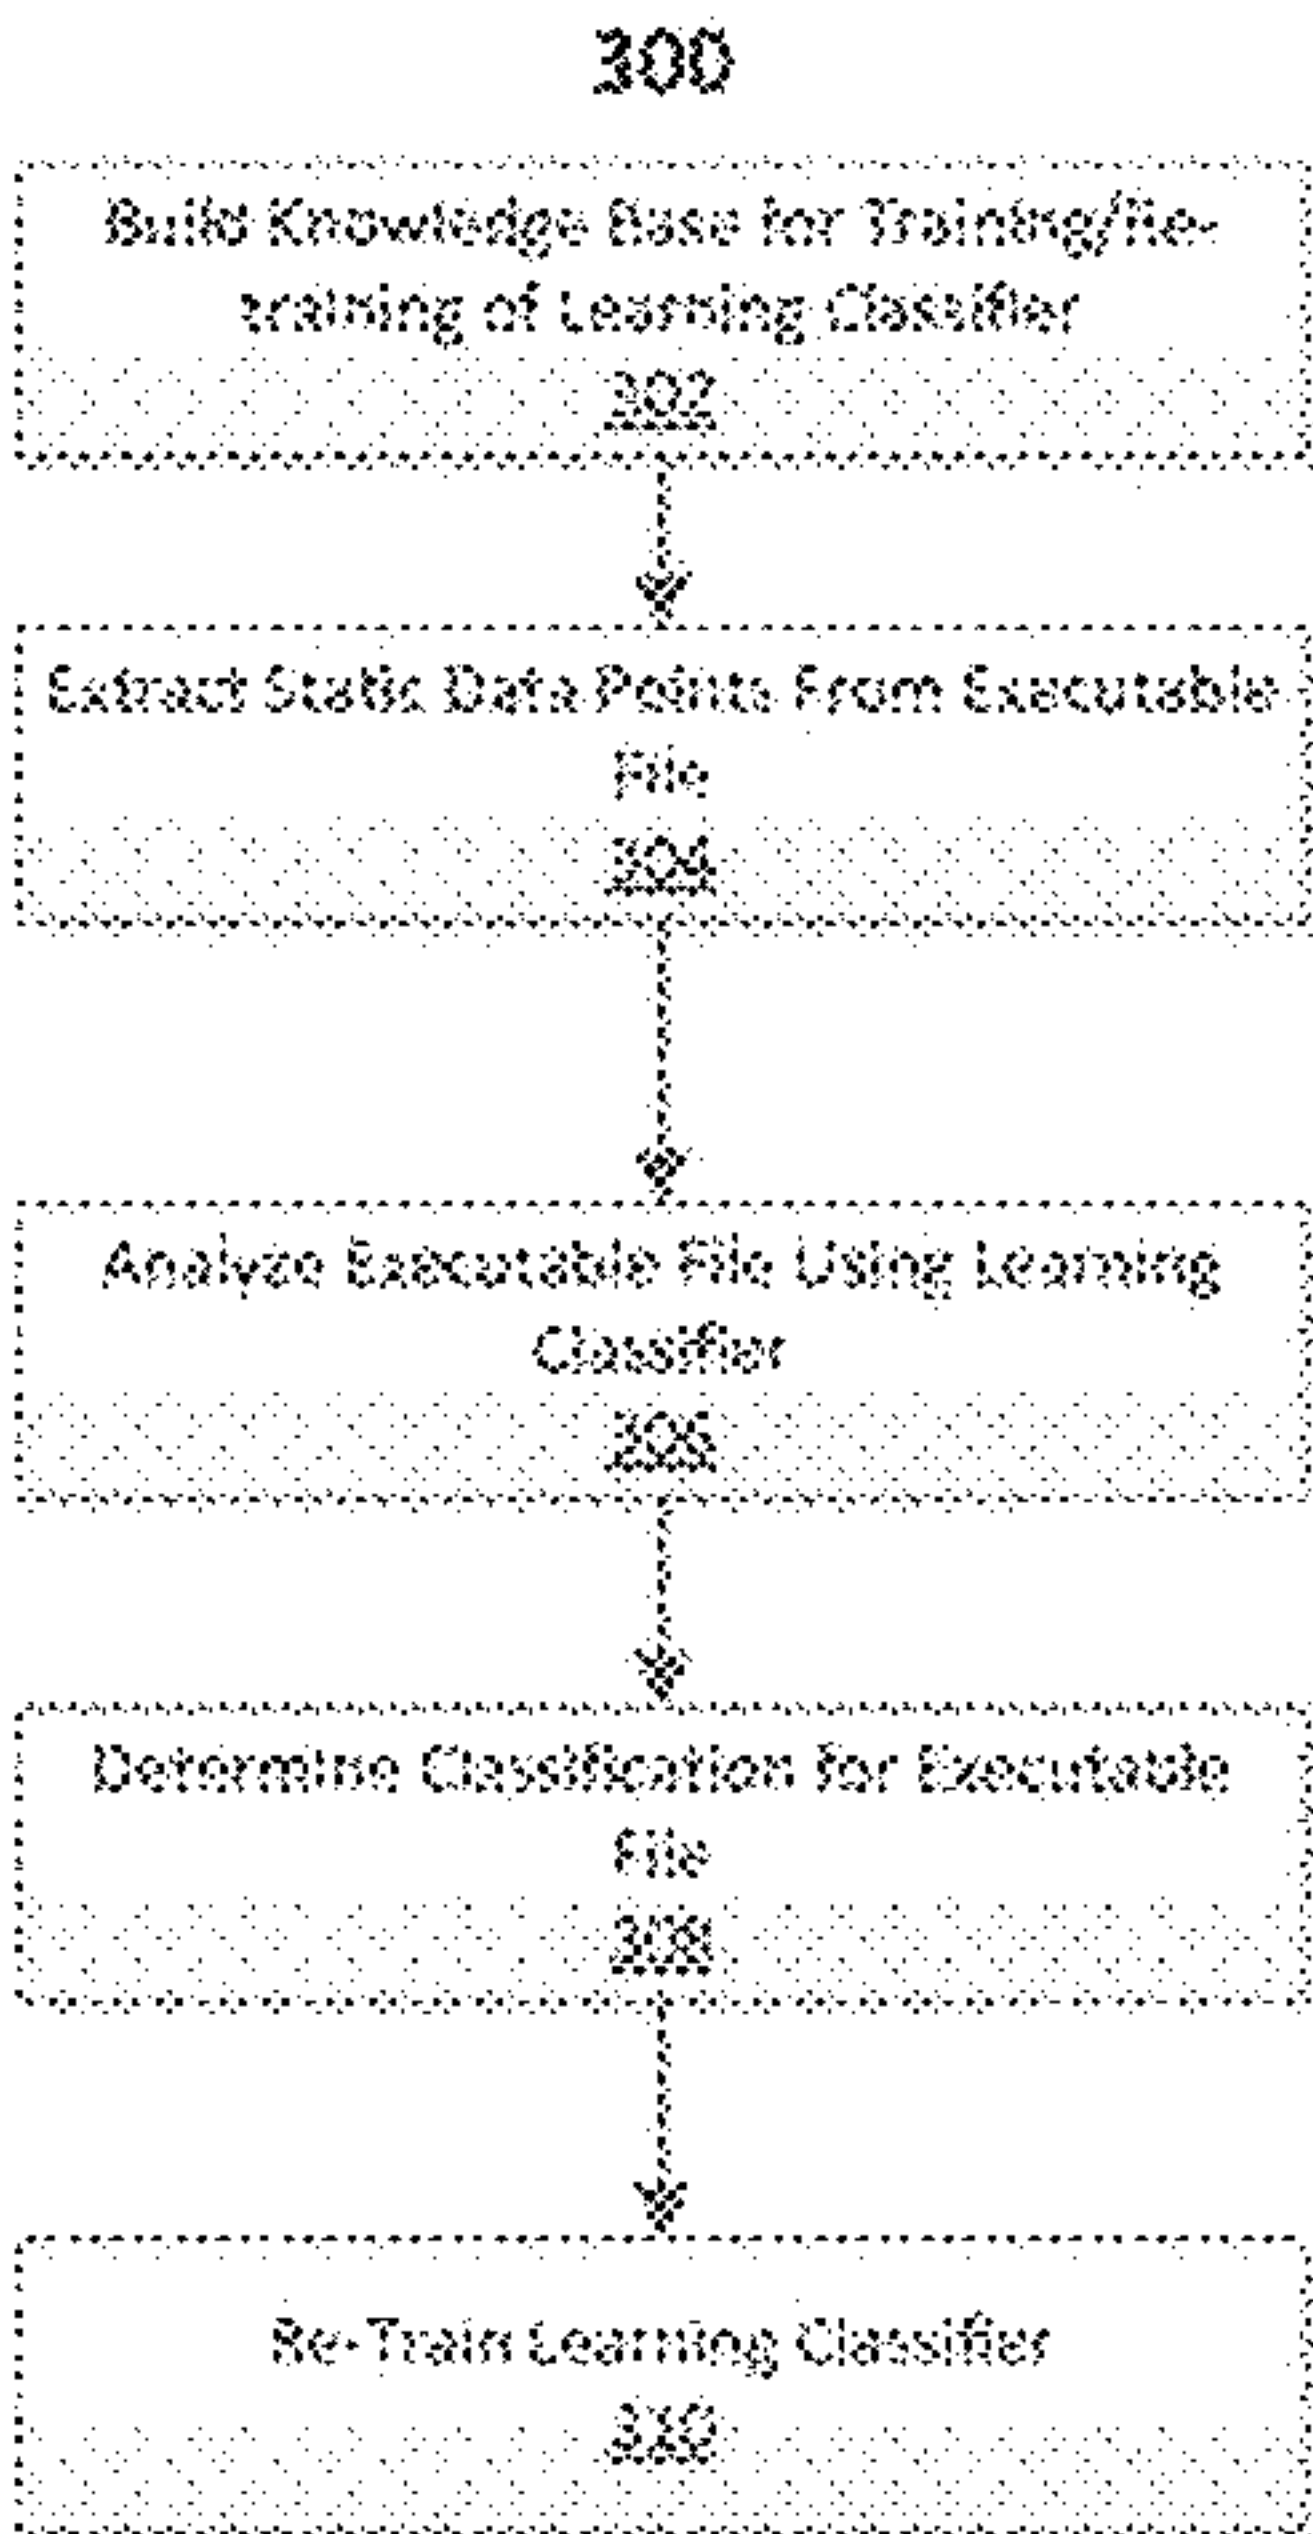 300
Build Knowledge Base for Training/Re-
training of Learning Classifier
302
Extract Static Data Points From Executable
File
304
Analyze Executable File Using Learning
Classifier
306
Determine Classification for Executable
File
308
Re-Train Learning Classifier
310